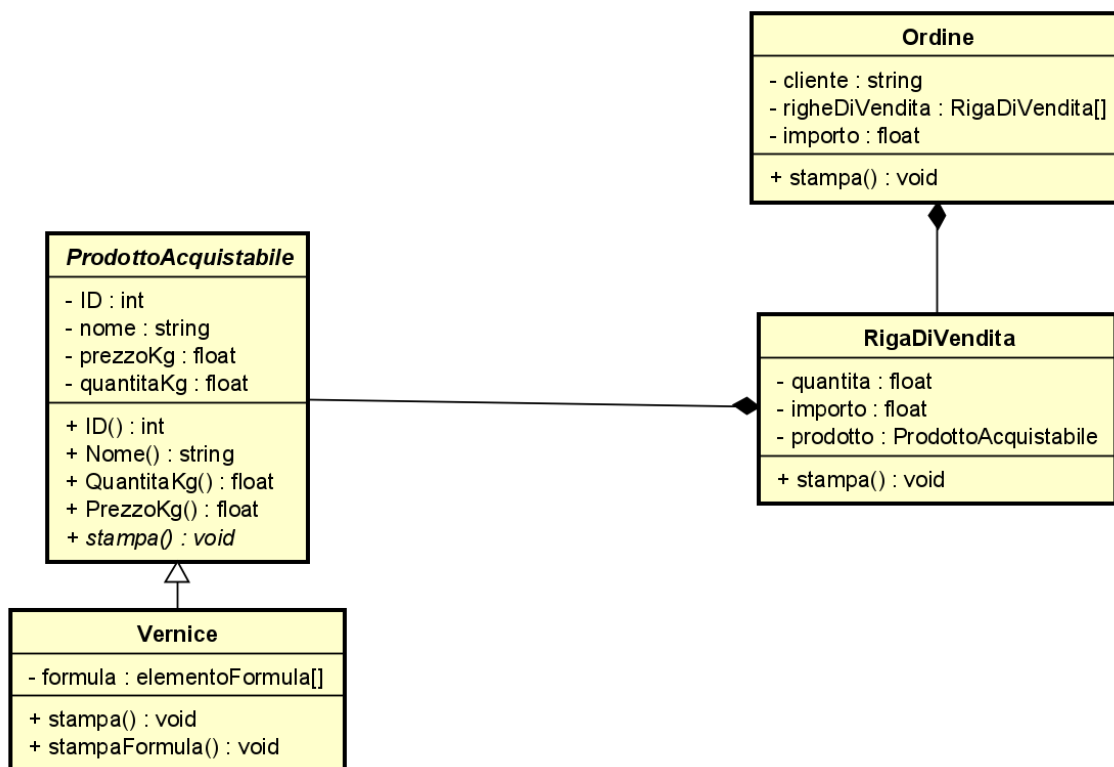 Ordine
- cliente : string
- righeDiVendita : RigaDiVendita[]
- importo : float
+ stampa() : void
ProdottoAcquistabile
- ID : int
- nome : string
- prezzoKg : float
- quantitaKg : float
+ ID() : int
+ Nome() : string
+ QuantitaKg() : float
+ PrezzoKg() : float
+ stampa() : void
RigaDiVendita
- quantita : float
- importo : float
- prodotto : ProdottoAcquistabile
+ stampa() : void
Vernice
- formula : elementoFormula[]
+ stampa() : void
+ stampaFormula() : void